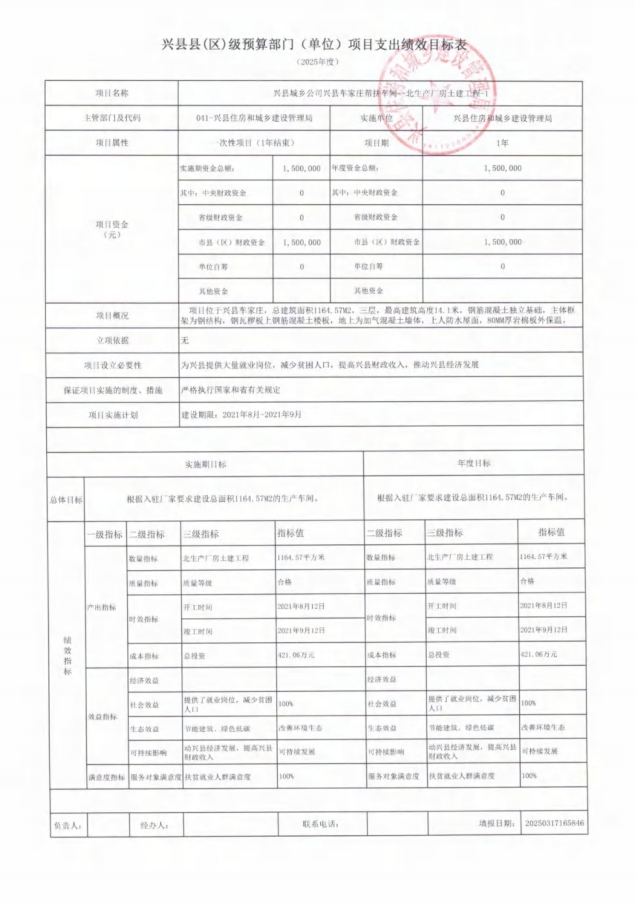 兴县县(区)级预算部门（单位）项目支出绩效目标表
（2025年度）
项目名称 兴县城乡公司兴县车家庄帮扶车间--北生产厂房土建工程-1
主管部门及代码 041-兴县住房和城乡建设管理局 实施单位 兴县住房和城乡建设管理局
项目属性 一次性项目（1年结束） 项目期 1年
项目资金
（元）
实施期资金总额： 1,500,000 年度资金总额： 1,500,000
其中：中央财政资金 0 其中：中央财政资金 0
省级财政资金 0 省级财政资金 0
市县（区）财政资金 1,500,000 市县（区）财政资金 1,500,000
单位自筹 0 单位自筹 0
其他资金 其他资金
项目概况
项目位于兴县车家庄，总建筑面积1164.57M2，三层，最高建筑高度14.1米，钢筋混凝土独立基础，主体框
架为钢结构，钢瓦椤板上钢筋混凝土楼板，地上为加气混凝土墙体，上人防水屋面，80MM厚岩棉板外保温。
立项依据 无
项目设立必要性 为兴县提供大量就业岗位，减少贫困人口，提高兴县财政收入，推动兴县经济发展
保证项目实施的制度、措施 严格执行国家和省有关规定
项目实施计划 建设期限：2021年8月-2021年9月
实施期目标 年度目标
总体目标 根据入驻厂家要求建设总面积1164.57M2的生产车间。 根据入驻厂家要求建设总面积1164.57M2的生产车间。
绩效指标
一级指标 二级指标 三级指标 指标值 二级指标 三级指标 指标值
产出指标
数量指标 北生产厂房土建工程 1164.57平方米 数量指标 北生产厂房土建工程 1164.57平方米
质量指标 质量等级 合格 质量指标 质量等级 合格
时效指标 开工时间 2021年8月12日 时效指标 开工时间 2021年8月12日
竣工时间 2021年9月12日 竣工时间 2021年9月12日
成本指标 总投资 421.06万元 成本指标 总投资 421.06万元
效益指标
经济效益 经济效益
社会效益 提供了就业岗位，减少贫困人口 100% 社会效益 提供了就业岗位，减少贫困人口 100%
生态效益 节能建筑，绿色低碳 改善环境生态 生态效益 节能建筑，绿色低碳 改善环境生态
可持续影响 动兴县经济发展，提高兴县财政收入 可持续发展 可持续影响 动兴县经济发展，提高兴县财政收入 可持续发展
满意度指标 服务对象满意度 扶贫就业人群满意度 100% 服务对象满意度 扶贫就业人群满意度 100%
负责人： 经办人： 联系电话： 填报日期： 20250317165846
兴县住房和城乡建设管理局